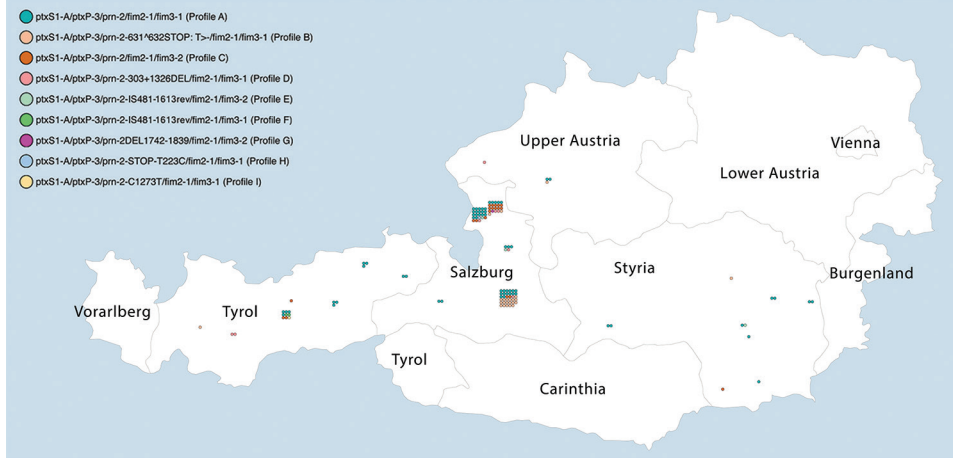 ptxS1-A/ptxP-3/prn-2/fim2-1/fim3-1 (Profile A)
ptxS1-A/ptxP-3/prn-2-631^632STOP: T>-/fim2-1/fim3-1 (Profile B)
ptxS1-A/ptxP-3/prn-2/fim2-1/fim3-2 (Profile C)
ptxS1-A/ptxP-3/prn-2-303+1326DEL/fim2-1/fim3-1 (Profile D)
ptxS1-A/ptxP-3/prn-2-IS481-1613rev/fim2-1/fim3-2 (Profile E)
ptxS1-A/ptxP-3/prn-2-IS481-1613rev/fim2-1/fim3-1 (Profile F)
ptxS1-A/ptxP-3/prn-2DEL1742-1839/fim2-1/fim3-2 (Profile G)
ptxS1-A/ptxP-3/prn-2-STOP-T223C/fim2-1/fim3-1 (Profile H)
ptxS1-A/ptxP-3/prn-2-C1273T/fim2-1/fim3-1 (Profile I)
Upper Austria
Vienna
Lower Austria
Salzburg
Styria
Burgenland
Vorarlberg
Tyrol
Tyrol
Carinthia